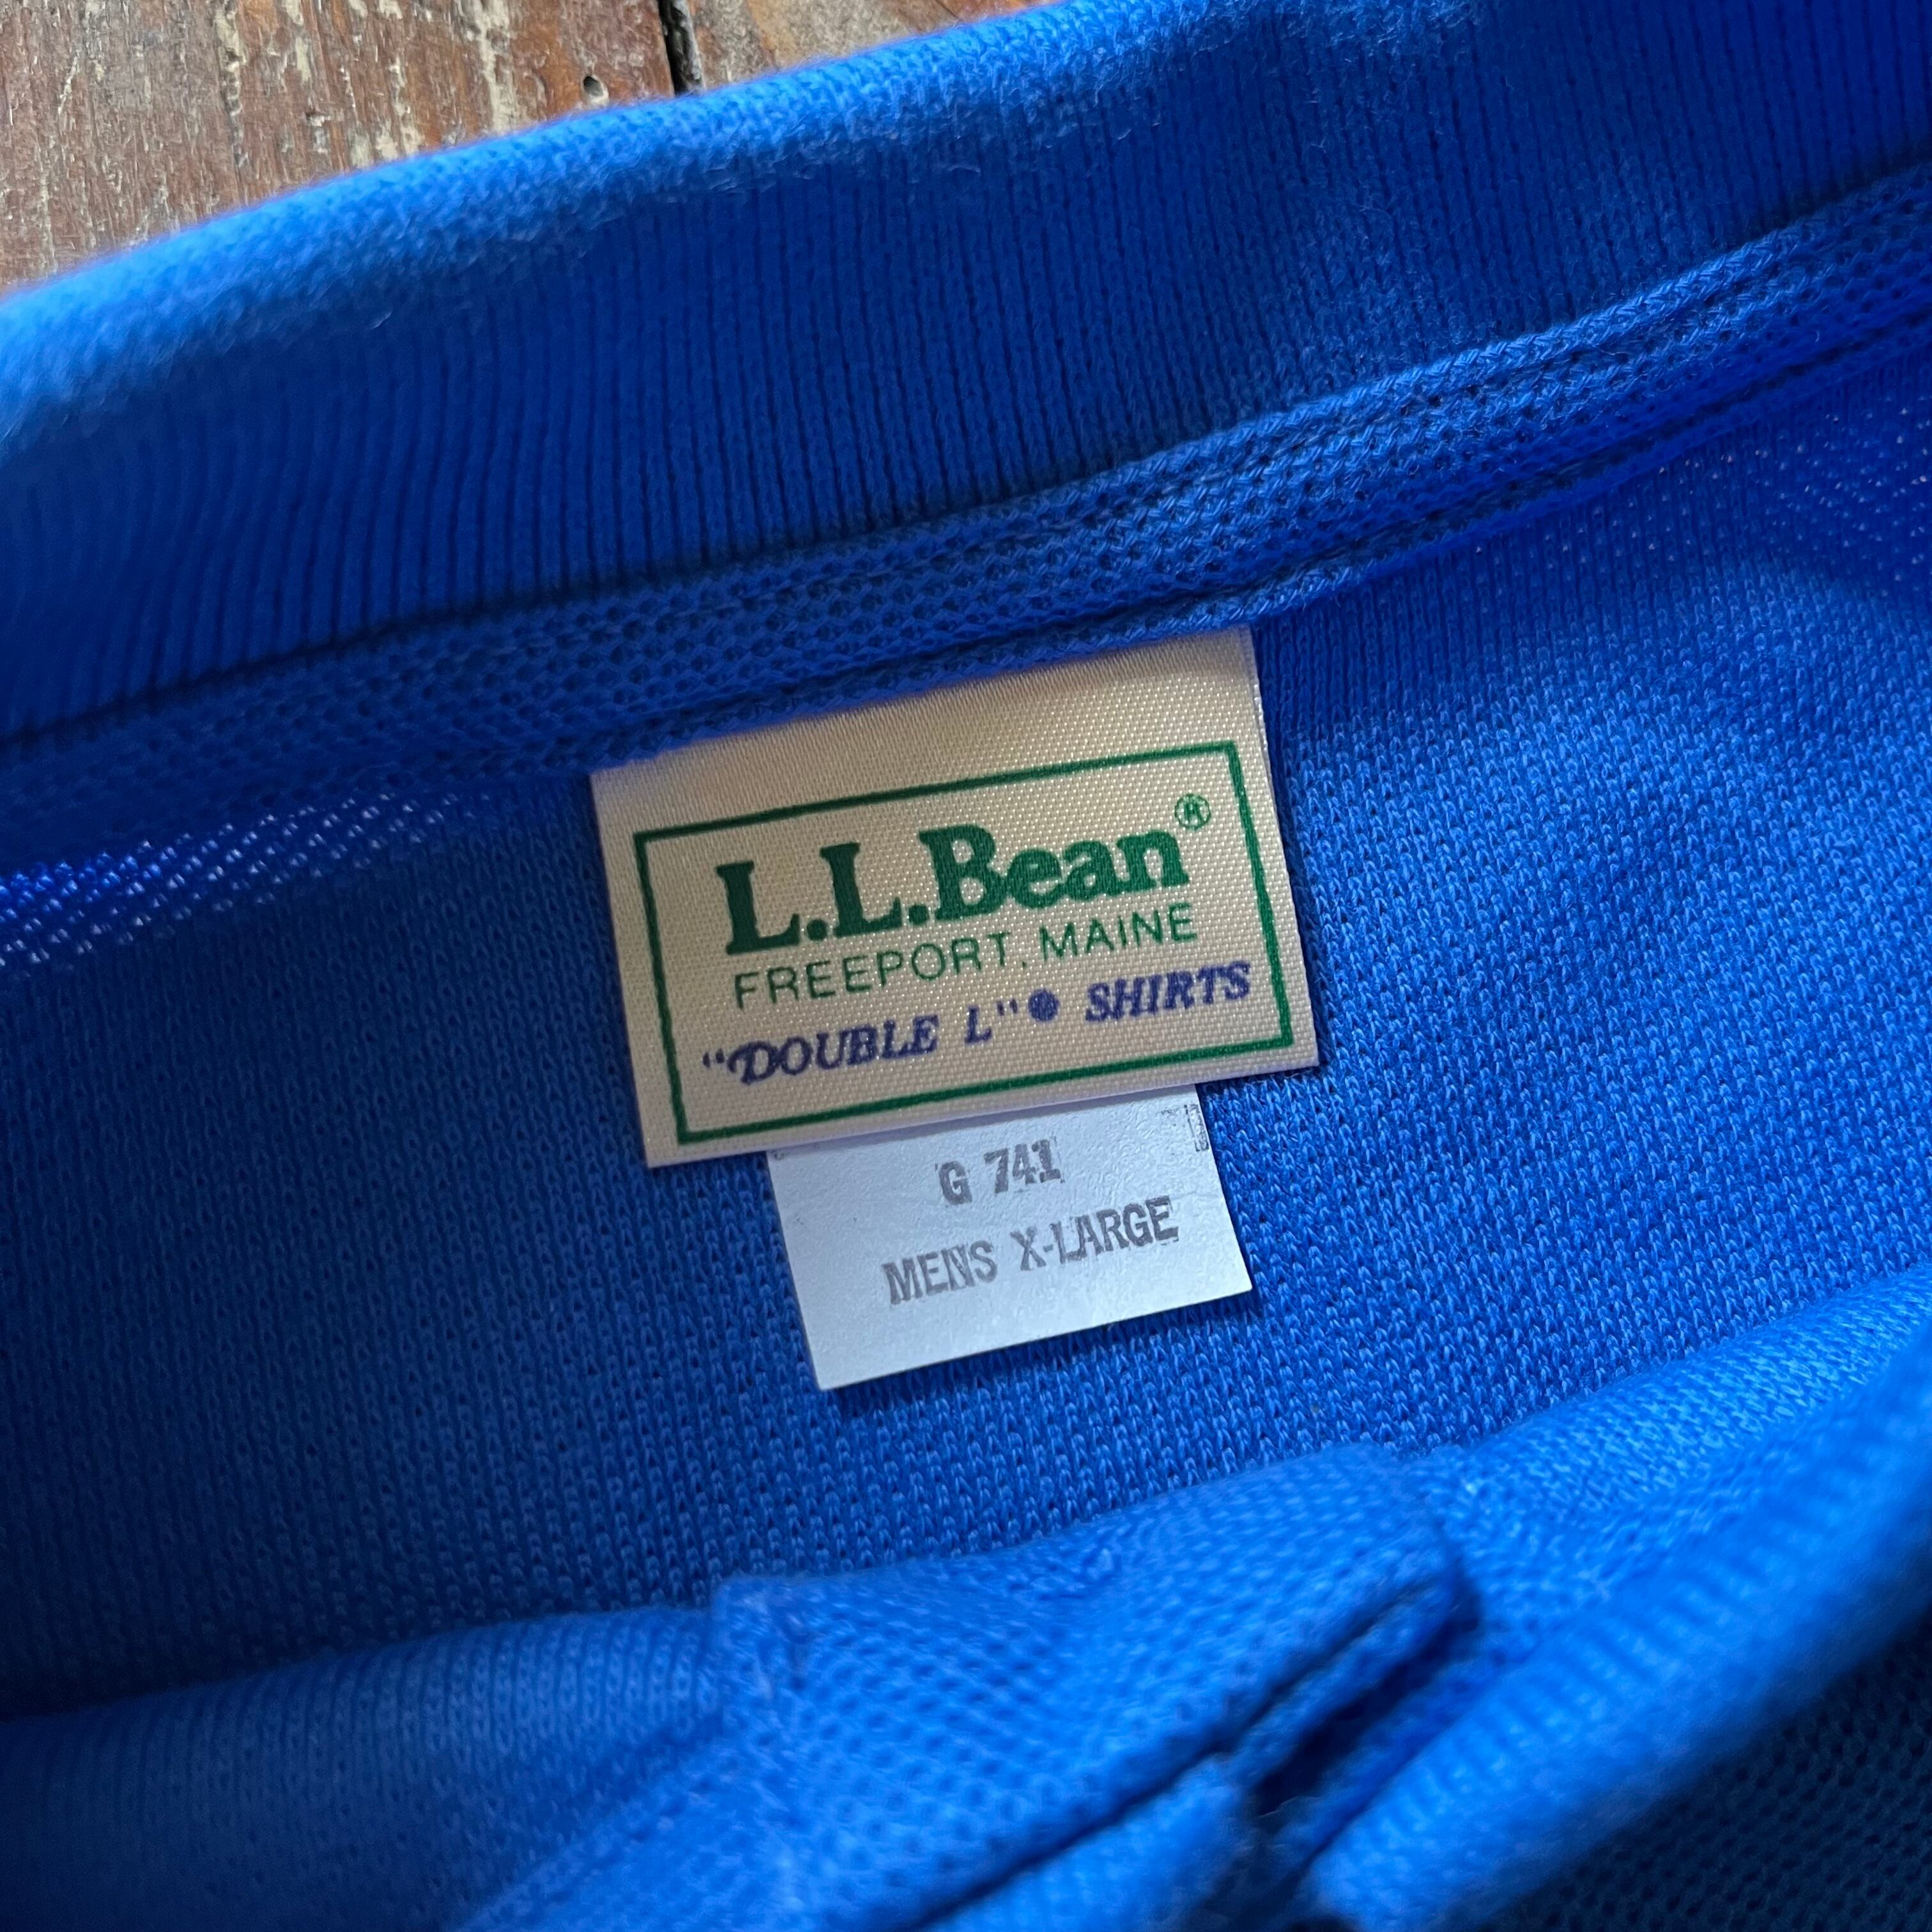 L.L.Bean®
FREEPORT, MAINE
"DOUBLE L"® SHIRTS
G 741
MENS X-LARGE